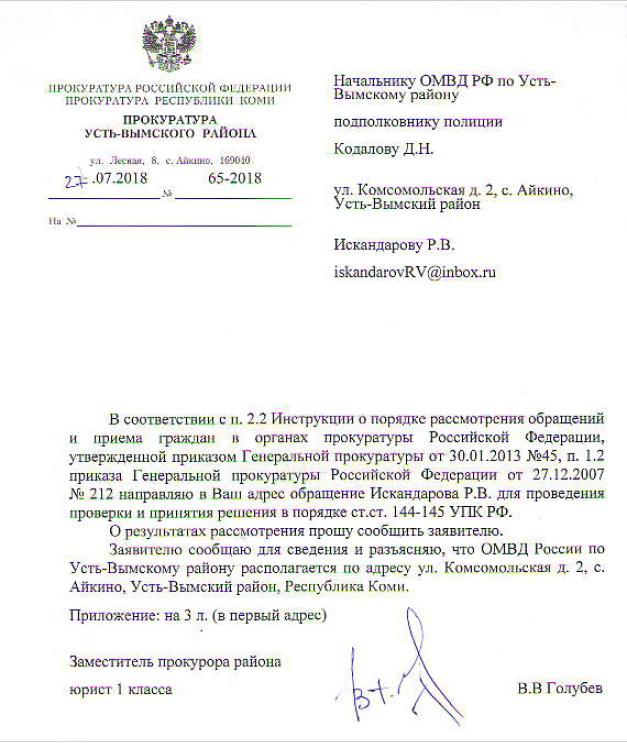 ПРОКУРАТУРА РОССИЙСКОЙ ФЕДЕРАЦИИ
ПРОКУРАТУРА РЕСПУБЛИКИ КОМИ
ПРОКУРАТУРА
УСТЬ-ВЫМСКОГО РАЙОНА
ул. Лесная, 8, с. Айкино, 169040
27.07.2018 № 65-2018
На №
Начальнику ОМВД РФ по Усть-
Вымскому району
подполковнику полиции
Кодалову Д.Н.
ул. Комсомольская д. 2, с. Айкино,
Усть-Вымский район
Искандарову Р.В.
iskandarovRV@inbox.ru
В соответствии с п. 2.2 Инструкции о порядке рассмотрения обращений
и приема граждан в органах прокуратуры Российской Федерации,
утвержденной приказом Генеральной прокуратуры от 30.01.2013 №45, п. 1.2
приказа Генеральной прокуратуры Российской Федерации от 27.12.2007
№ 212 направляю в Ваш адрес обращение Искандарова Р.В. для проведения
проверки и принятия решения в порядке ст.ст. 144-145 УПК РФ.
О результатах рассмотрения прошу сообщить заявителю.
Заявителю сообщаю для сведения и разъясняю, что ОМВД России по
Усть-Вымскому району располагается по адресу ул. Комсомольская д. 2, с.
Айкино, Усть-Вымский район, Республика Коми.
Приложение: на 3 л. (в первый адрес)
Заместитель прокурора района
юрист 1 класса В.В Голубев